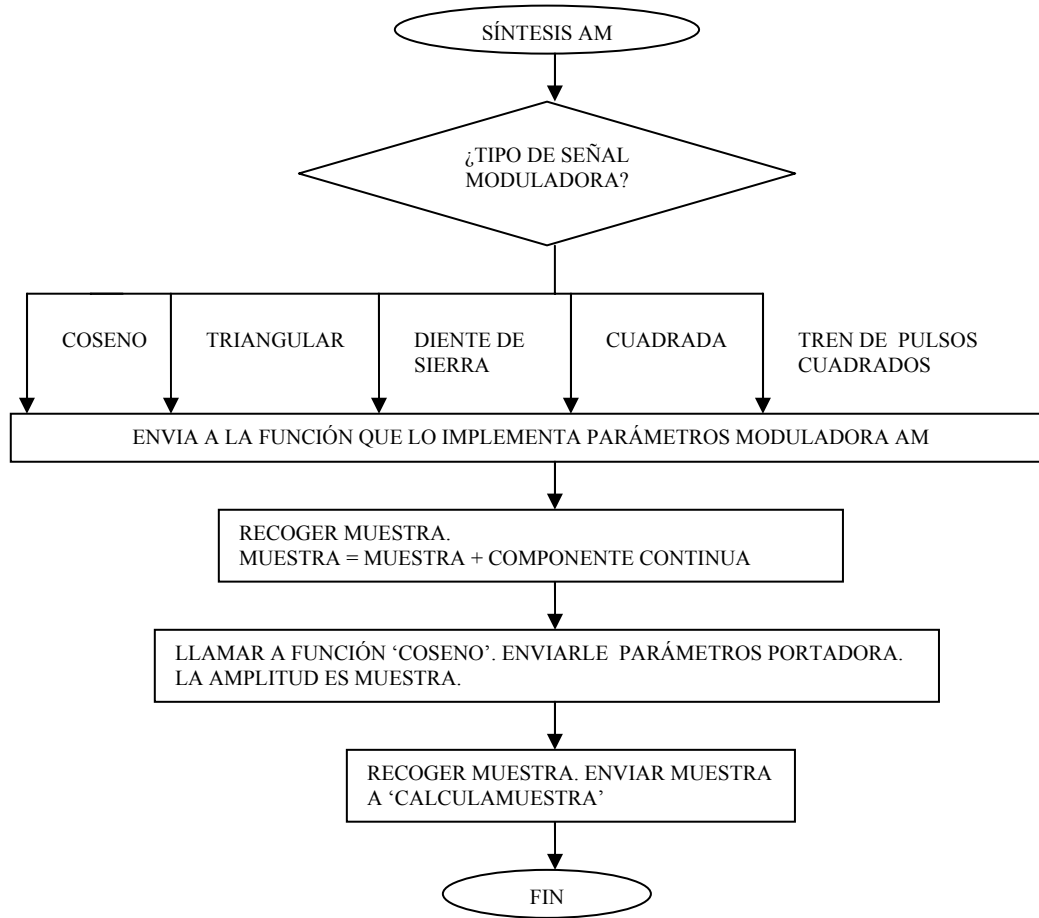 SÍNTESIS AM
¿TIPO DE SEÑAL
MODULADORA?
COSENO
TRIANGULAR
DIENTE DE
SIERRA
CUADRADA
TREN DE PULSOS
CUADRADOS
ENVIA A LA FUNCIÓN QUE LO IMPLEMENTA PARÁMETROS MODULADORA AM
RECOGER MUESTRA.
MUESTRA = MUESTRA + COMPONENTE CONTINUA
LLAMAR A FUNCIÓN ‘COSENO’. ENVIARLE PARÁMETROS PORTADORA.
LA AMPLITUD ES MUESTRA.
RECOGER MUESTRA. ENVIAR MUESTRA
A ‘CALCULAMUESTRA’
FIN